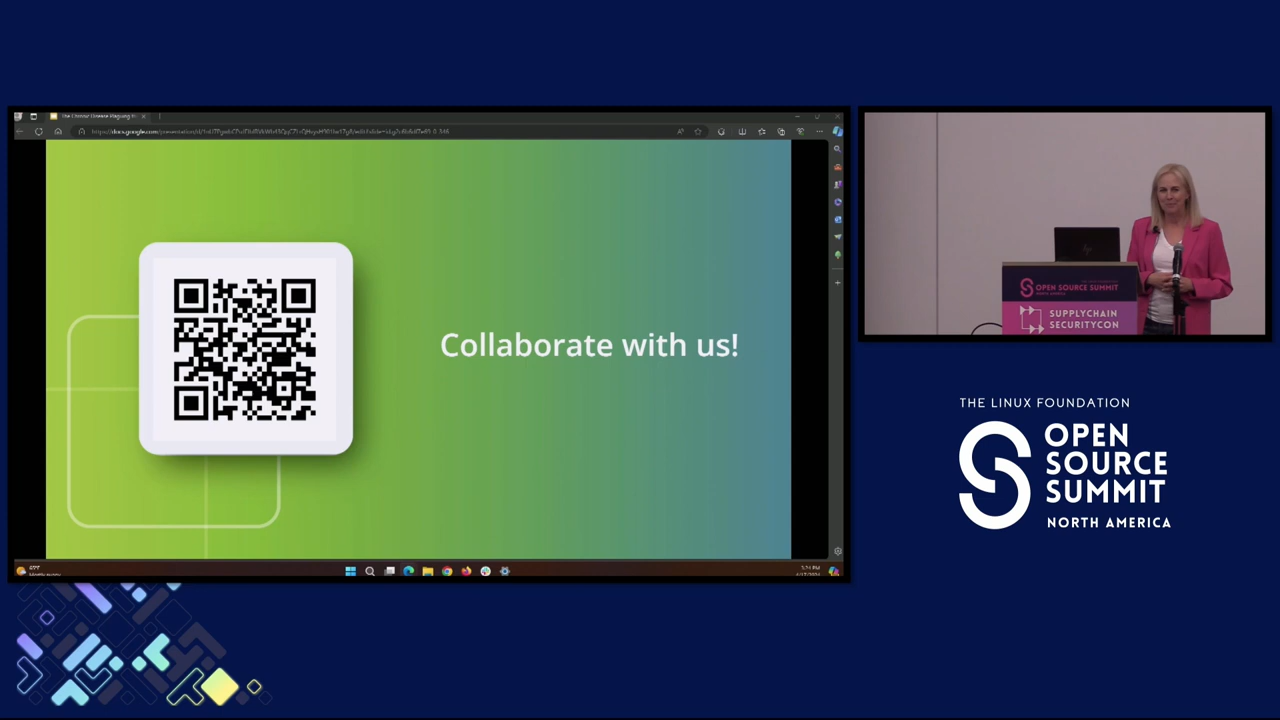 Collaborate with us!
OPEN SOURCE SUMMIT
SUPPLYCHAIN
SECURITYCON
THE LINUX FOUNDATION
OPEN
SOURCE
SUMMIT
NORTH AMERICA